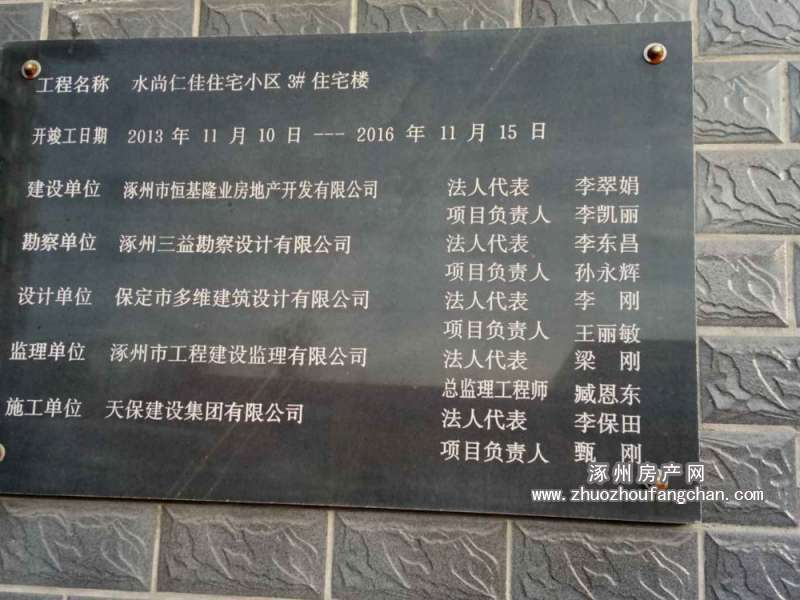 工程名称 水尚仁佳住宅小区 3# 住宅楼
开竣工日期 2013 年 11 月 10 日 --- 2016 年 11 月 15 日
建设单位 涿州市恒基隆业房地产开发有限公司 法人代表 李翠娟
项目负责人 李凯丽
勘察单位 涿州三益勘察设计有限公司 法人代表 李东昌
项目负责人 孙永辉
设计单位 保定市多维建筑设计有限公司 法人代表 李 刚
项目负责人 王丽敏
监理单位 涿州市工程建设监理有限公司 法人代表 梁 刚
总监理工程师 臧恩东
施工单位 天保建设集团有限公司 法人代表 李保田
项目负责人 甄 刚
涿州房产网
www.zhuozhoufangchan.com